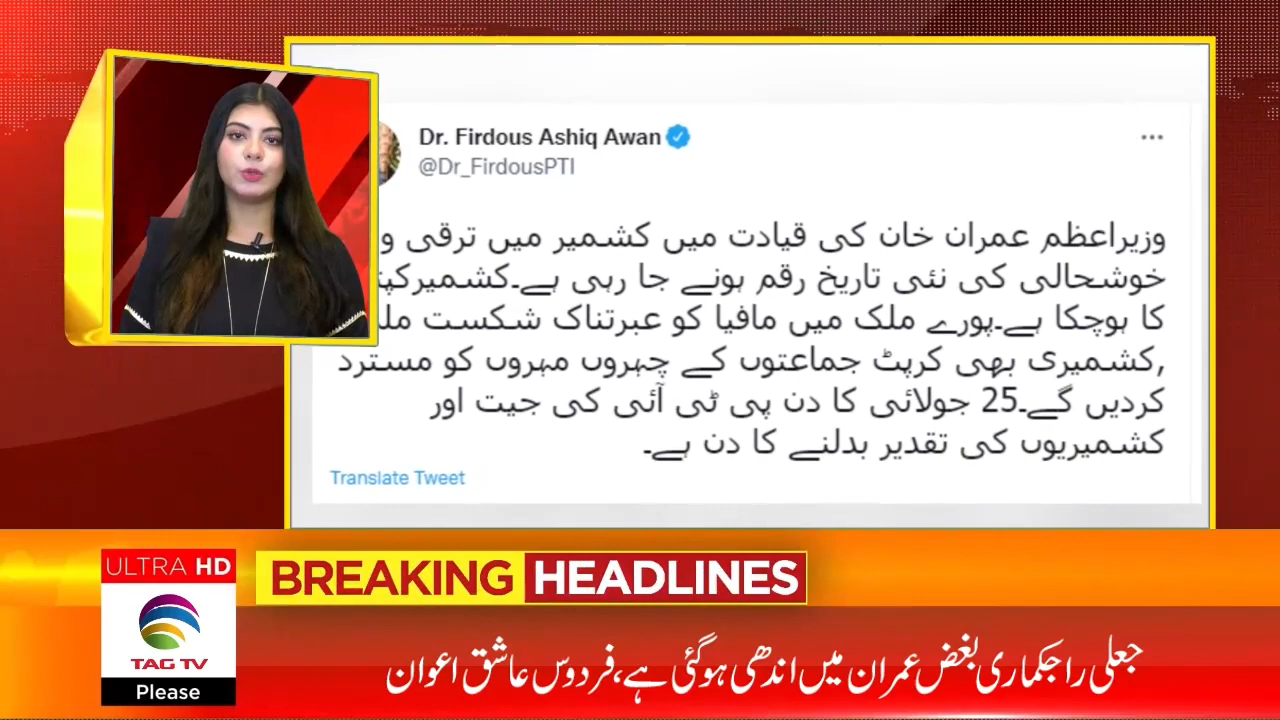 Dr. Firdous Ashiq Awan
@Dr_FirdousPTI
وزیراعظم عمران خان کی قیادت میں کشمیر میں ترقی و
خوشحالی کی نئی تاریخ رقم ہونے جا رہی ہے۔
کا ہوچکا ہے۔پورے ملک میں مافیا کو عبرتناک شکست
,کشمیری بھی کرپٹ جماعتوں کے چہروں مہروں کو مسترد
کردیں گے۔25 جولائی کا دن پی ٹی آئی کی جیت اور
کشمیریوں کی تقدیر بدلنے کا دن ہے۔
Translate Tweet
ULTRA HD
TAG TV
Please
BREAKING HEADLINES
جعلی راجکماری بغض عمران میں اندھی ہوگئی ہے،فردوس عاشق اعوان